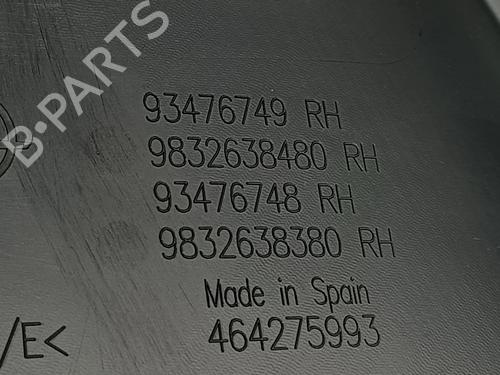 93476749 RH
9832638480 RH
93476748 RH
9832638380 RH
Made in Spain
464275993
/E<
B-PARTS